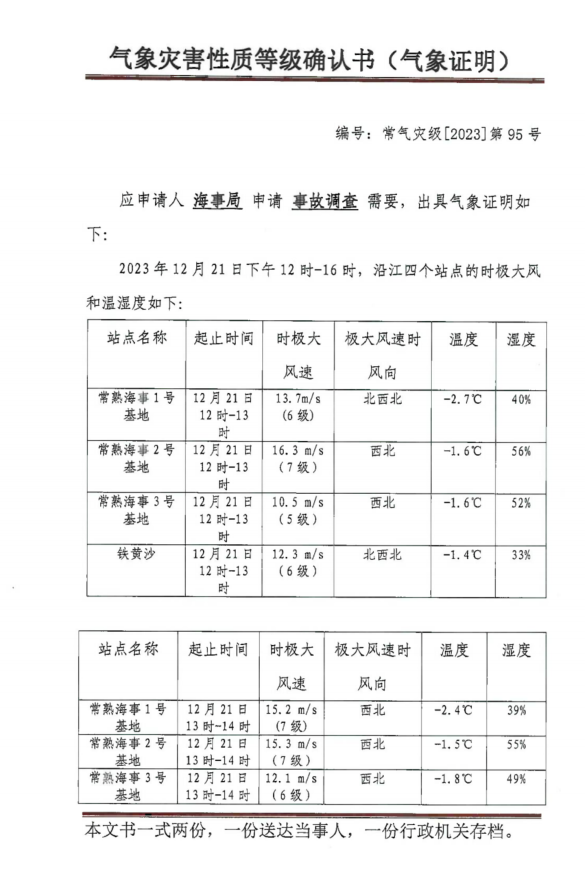 气象灾害性质等级确认书（气象证明）
编号：常气灾级[2023]第 95 号
应申请人 海事局 申请 事故调查 需要，出具气象证明如
下：
2023 年 12 月 21 日下午 12 时-16 时，沿江四个站点的时极大风
和温湿度如下：
站点名称 起止时间 时极大 极大风速时 温度 湿度
风速 风向
常熟海事 1 号 12 月 21 日 13.7m/s 北西北 -2.7℃ 40%
基地 12 时-13 (6 级)
时
常熟海事 2 号 12 月 21 日 16.3 m/s 西北 -1.6℃ 56%
基地 12 时-13 （7 级）
时
常熟海事 3 号 12 月 21 日 10.5 m/s 西北 -1.6℃ 52%
基地 12 时-13 （5 级）
时
铁黄沙 12 月 21 日 12.3 m/s 北西北 -1.4℃ 33%
12 时-13 （6 级）
时
站点名称 起止时间 时极大 极大风速时 温度 湿度
风速 风向
常熟海事 1 号 12 月 21 日 15.2 m/s 西北 -2.4℃ 39%
基地 13 时-14 时 (7 级)
常熟海事 2 号 12 月 21 日 15.3 m/s 西北 -1.5℃ 55%
基地 13 时-14 时 （7 级）
常熟海事 3 号 12 月 21 日 12.1 m/s 西北 -1.8℃ 49%
基地 13 时-14 时 （6 级）
本文书一式两份，一份送达当事人，一份行政机关存档。